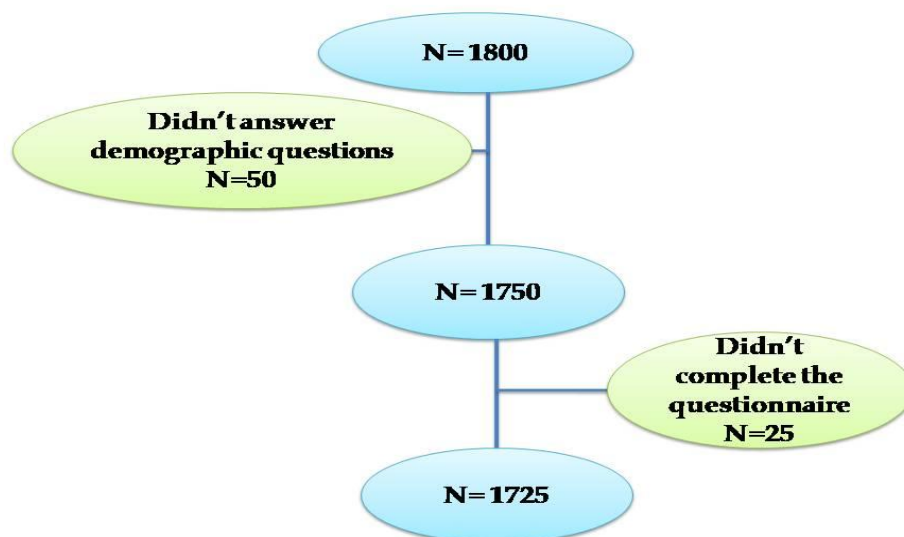 N= 1800
Didn't answer
demographic questions
N=50
N= 1750
Didn't
complete the
questionnaire
N=25
N= 1725